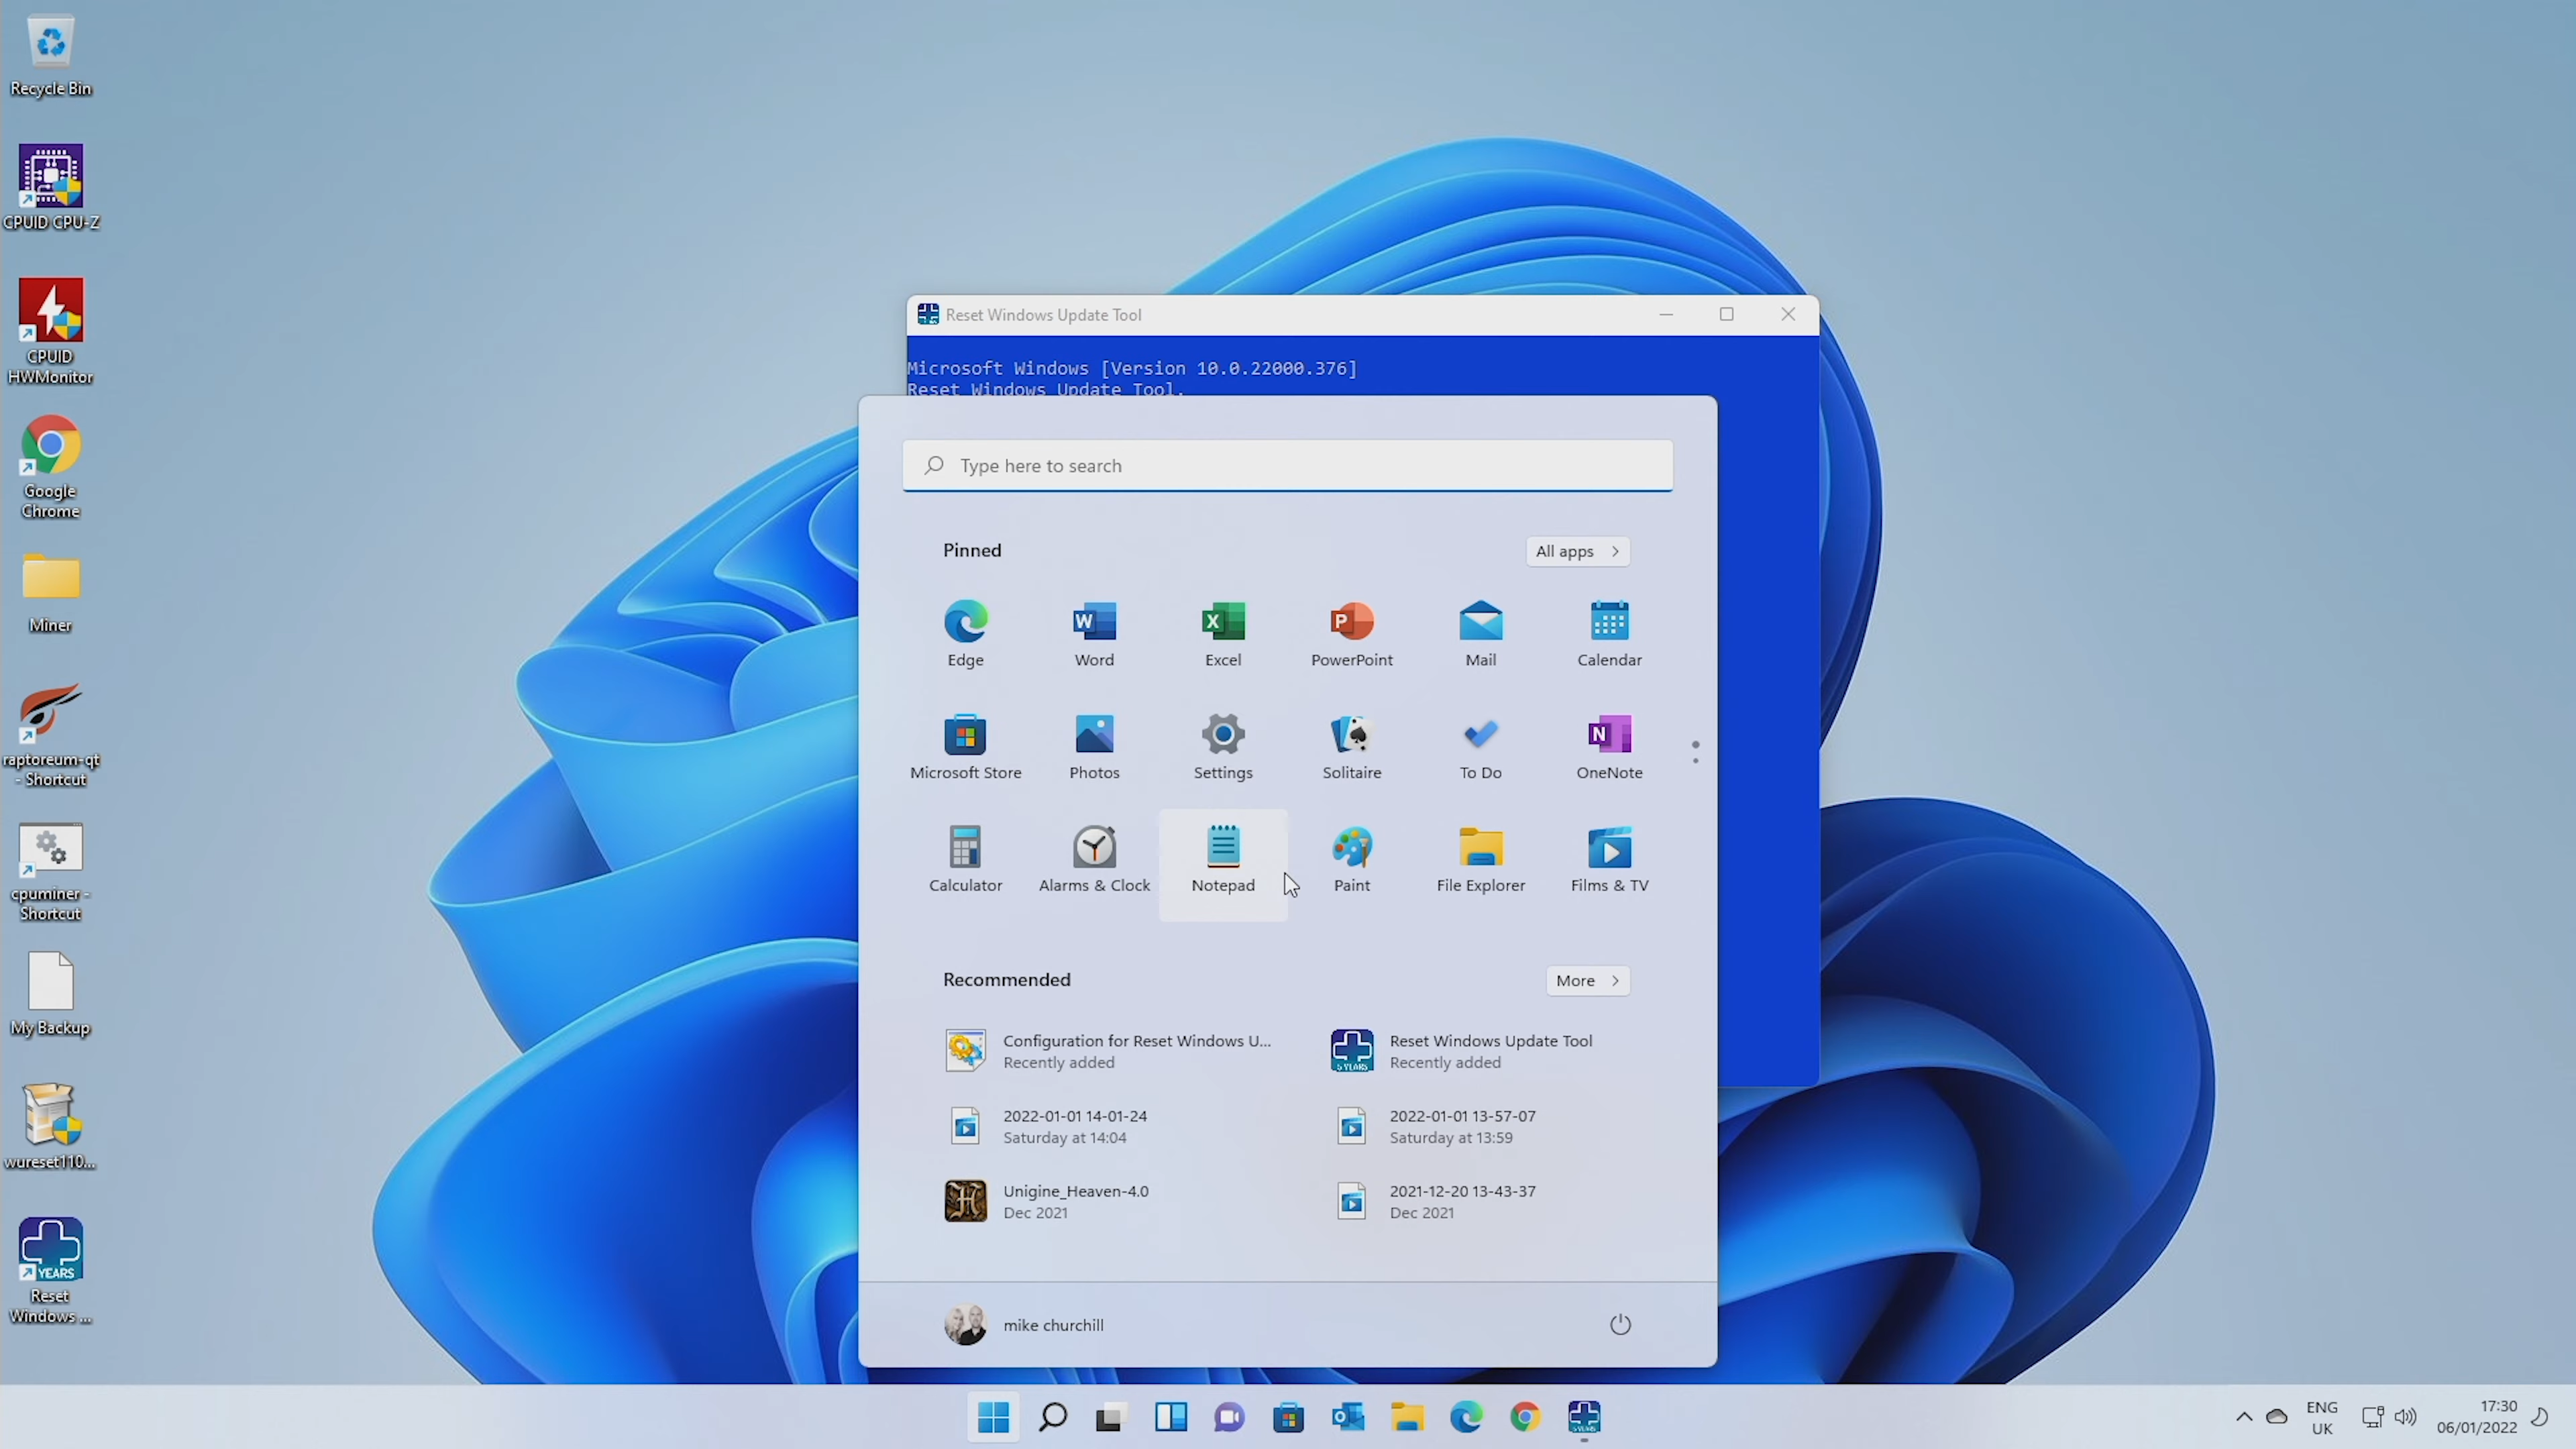 Recycle Bin
CPUID CPU-Z
CPUID
HWMonitor
Google
Chrome
Miner
raptoreum-qt
- Shortcut
cpuminer -
Shortcut
My Backup
wureset110...
YEARS
Reset
Windows ...
Reset Windows Update Tool
Microsoft Windows [Version 10.0.22000.376]
Reset Windows Update Tool.
Type here to search
Pinned
All apps
Edge
Word
Excel
PowerPoint
Mail
Calendar
Microsoft Store
Photos
Settings
Solitaire
To Do
OneNote
Calculator
Alarms & Clock
Notepad
Paint
File Explorer
Films & TV
Recommended
More
Configuration for Reset Windows U...
Recently added
5 YEARS
Reset Windows Update Tool
Recently added
2022-01-01 14-01-24
Saturday at 14:04
2022-01-01 13-57-07
Saturday at 13:59
Unigine_Heaven-4.0
Dec 2021
2021-12-20 13-43-37
Dec 2021
mike churchill
ENG
UK
17:30
06/01/2022